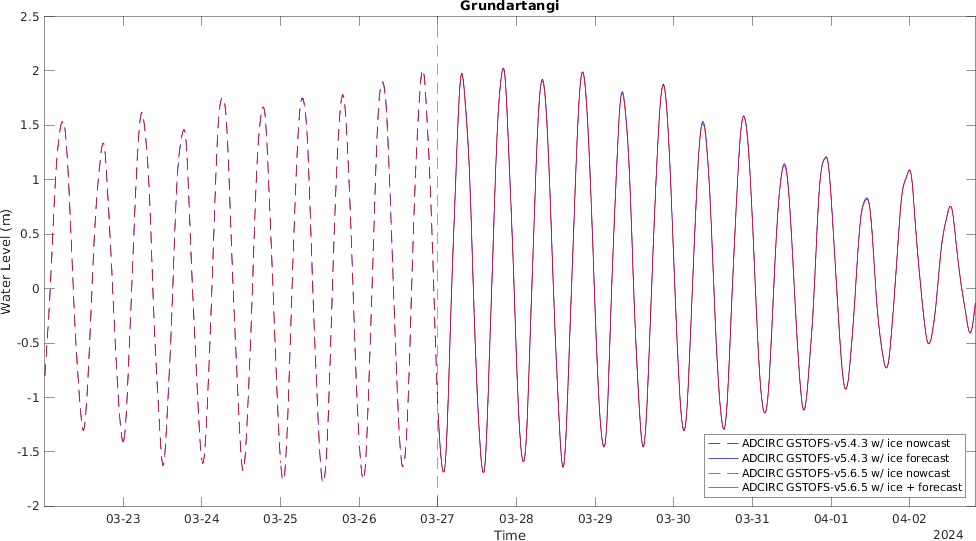 Grundartangi
2.5
2
1.5
1
0.5
0
-0.5
-1
-1.5
-2
Water Level (m)
ADCIRC GSTOFS-v5.4.3 w/ ice nowcast
ADCIRC GSTOFS-v5.4.3 w/ ice forecast
ADCIRC GSTOFS-v5.6.5 w/ ice nowcast
ADCIRC GSTOFS-v5.6.5 w/ ice + forecast
03-23 03-24 03-25 03-26 03-27 03-28 03-29 03-30 03-31 04-01 04-02
Time
2024